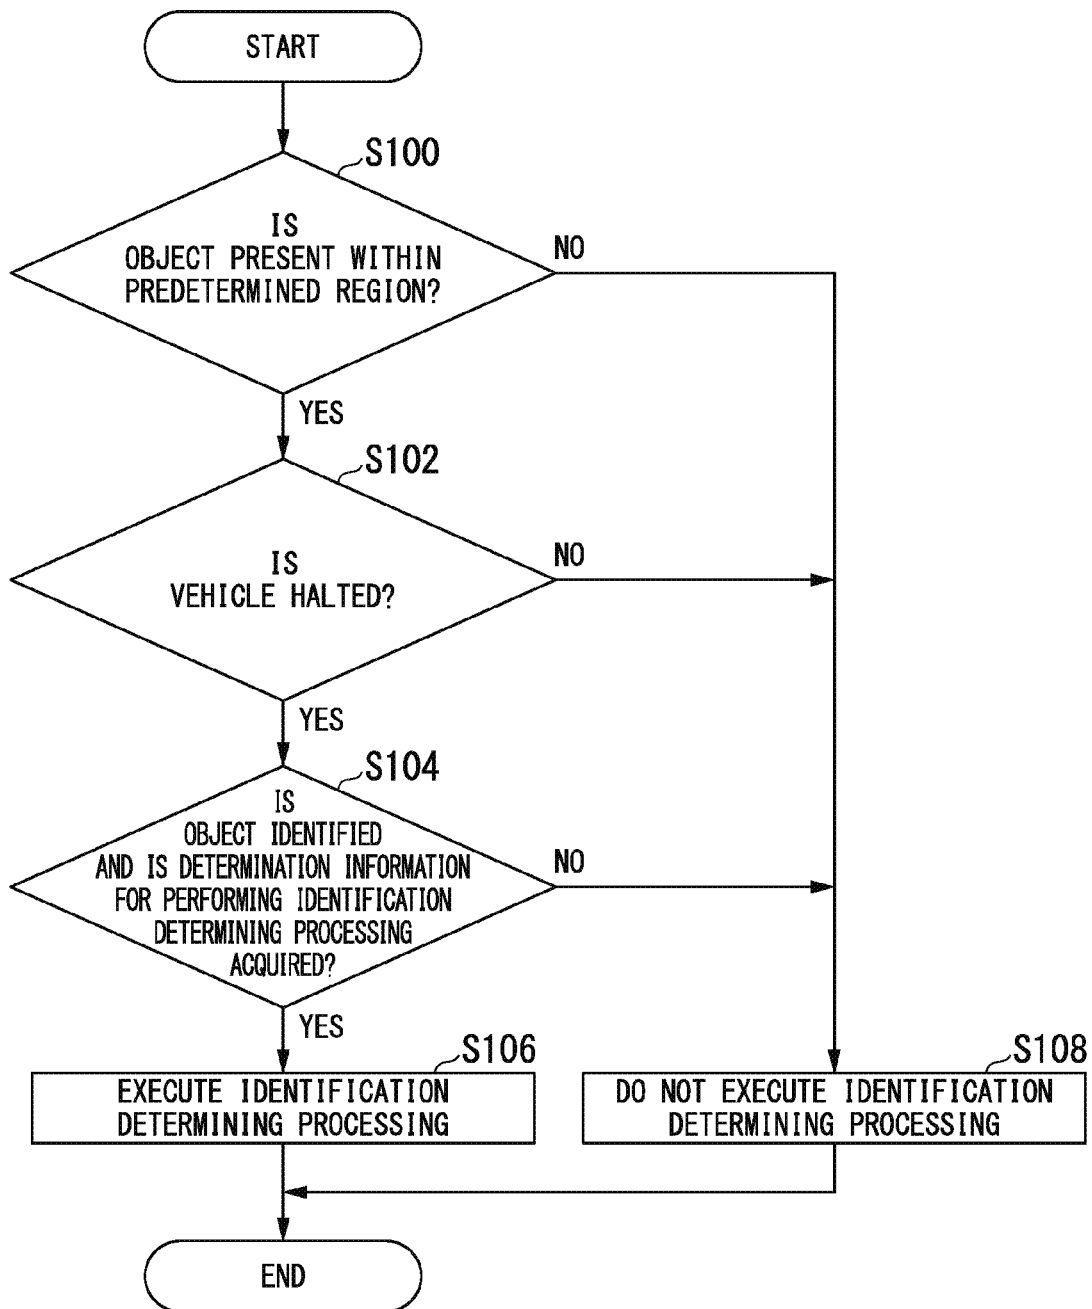 START
S100
IS
OBJECT PRESENT WITHIN
PREDETERMINED REGION?
NO
YES
S102
IS
VEHICLE HALTED?
NO
YES
S104
IS
OBJECT IDENTIFIED
AND IS DETERMINATION INFORMATION
FOR PERFORMING IDENTIFICATION
DETERMINING PROCESSING
ACQUIRED?
NO
YES
S106
EXECUTE IDENTIFICATION
DETERMINING PROCESSING
S108
DO NOT EXECUTE IDENTIFICATION
DETERMINING PROCESSING
END